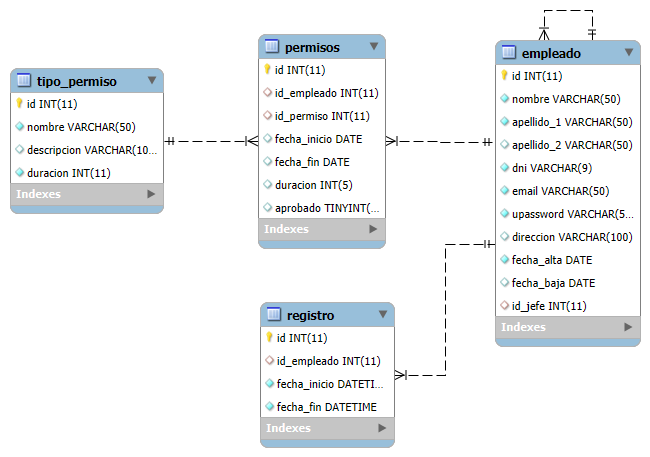 tipo_permiso
id INT(11)
nombre VARCHAR(50)
descripcion VARCHAR(10...
duracion INT(11)
Indexes
permisos
id INT(11)
id_empleado INT(11)
id_permiso INT(11)
fecha_inicio DATE
fecha_fin DATE
duracion INT(5)
aprobado TINYINT(...
Indexes
empleado
id INT(11)
nombre VARCHAR(50)
apellido_1 VARCHAR(50)
apellido_2 VARCHAR(50)
dni VARCHAR(9)
email VARCHAR(50)
upassword VARCHAR(5...
direccion VARCHAR(100)
fecha_alta DATE
fecha_baja DATE
id_jefe INT(11)
Indexes
registro
id INT(11)
id_empleado INT(11)
fecha_inicio DATETI...
fecha_fin DATETIME
Indexes